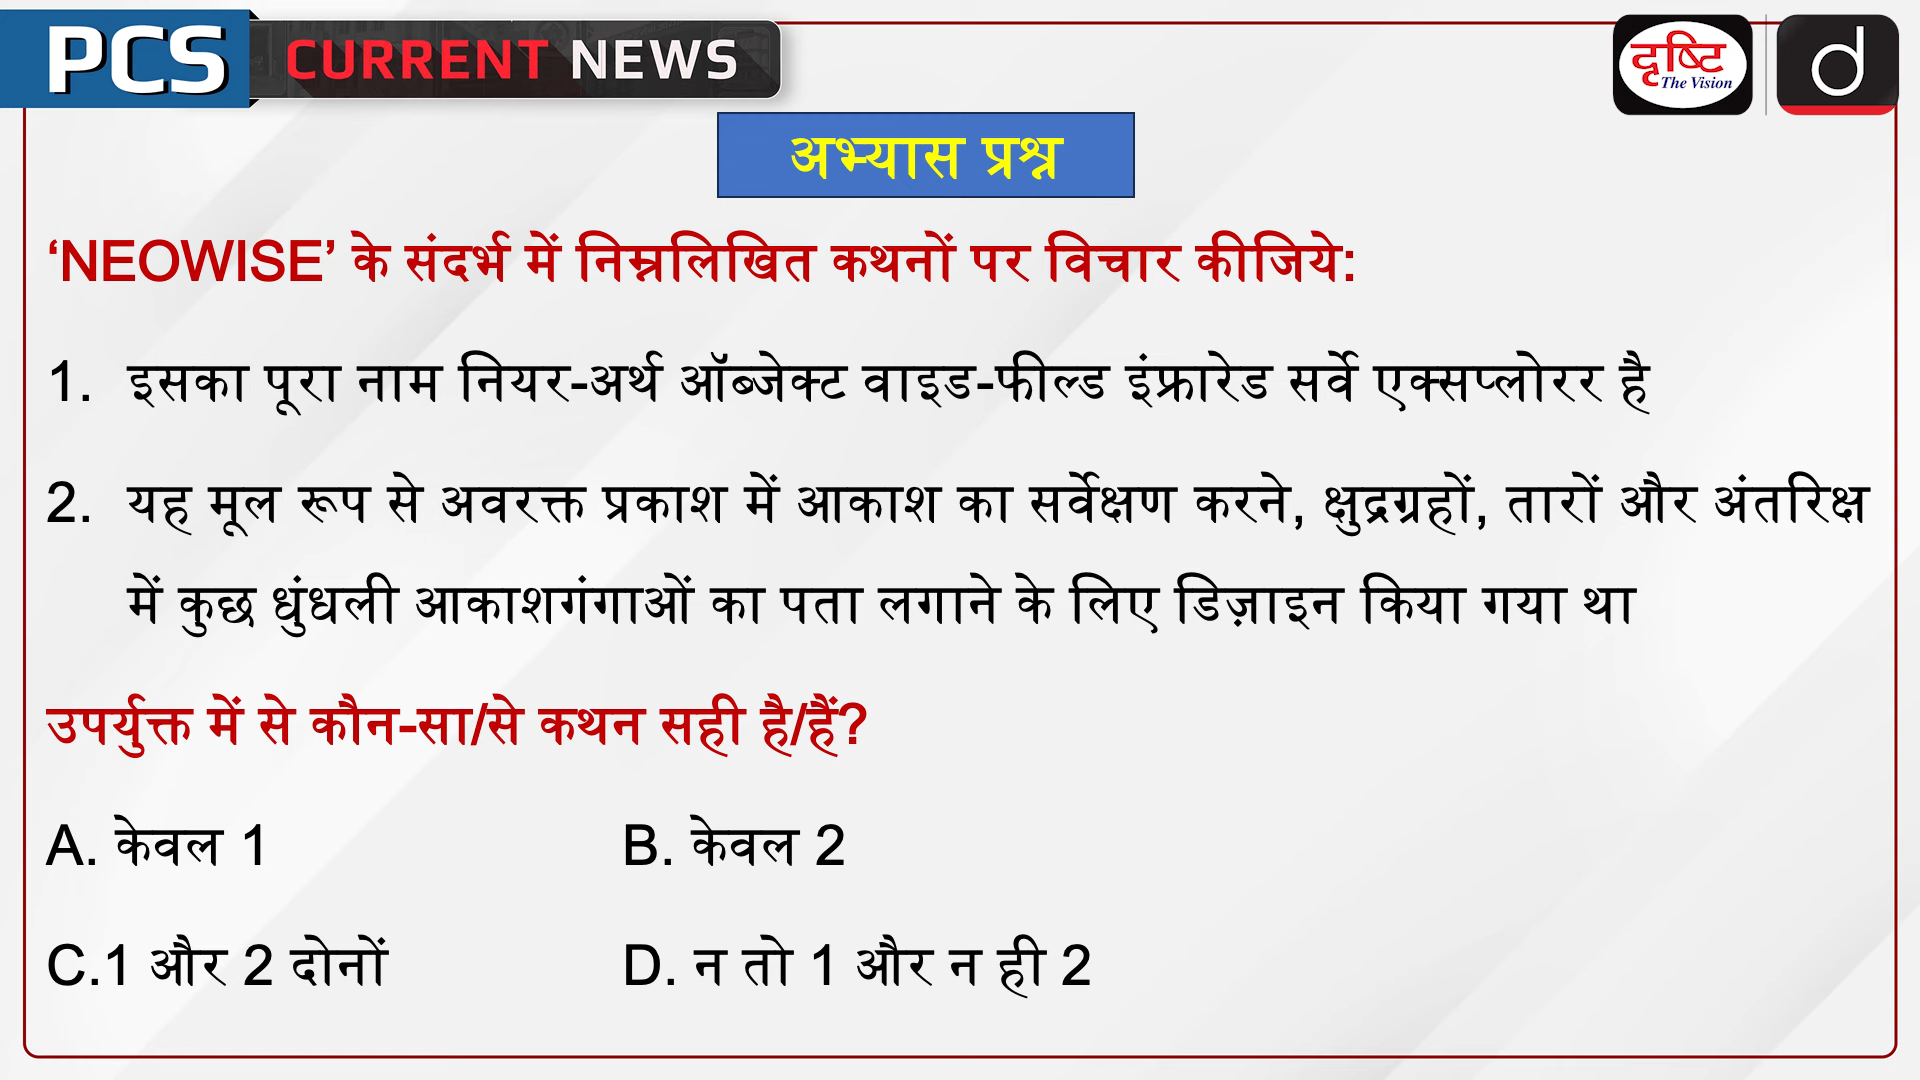 PCS CURRENT NEWS
दृष्टि
The Vision
d
अभ्यास प्रश्न
‘NEOWISE’ के संदर्भ में निम्नलिखित कथनों पर विचार कीजिये:
1. इसका पूरा नाम नियर-अर्थ ऑब्जेक्ट वाइड-फील्ड इंफ्रारेड सर्वे एक्सप्लोरर है
2. यह मूल रूप से अवरक्त प्रकाश में आकाश का सर्वेक्षण करने, क्षुद्रग्रहों, तारों और अंतरिक्ष
में कुछ धुंधली आकाशगंगाओं का पता लगाने के लिए डिज़ाइन किया गया था
उपर्युक्त में से कौन-सा/से कथन सही है/हैं?
A. केवल 1 B. केवल 2
C.1 और 2 दोनों D. न तो 1 और न ही 2